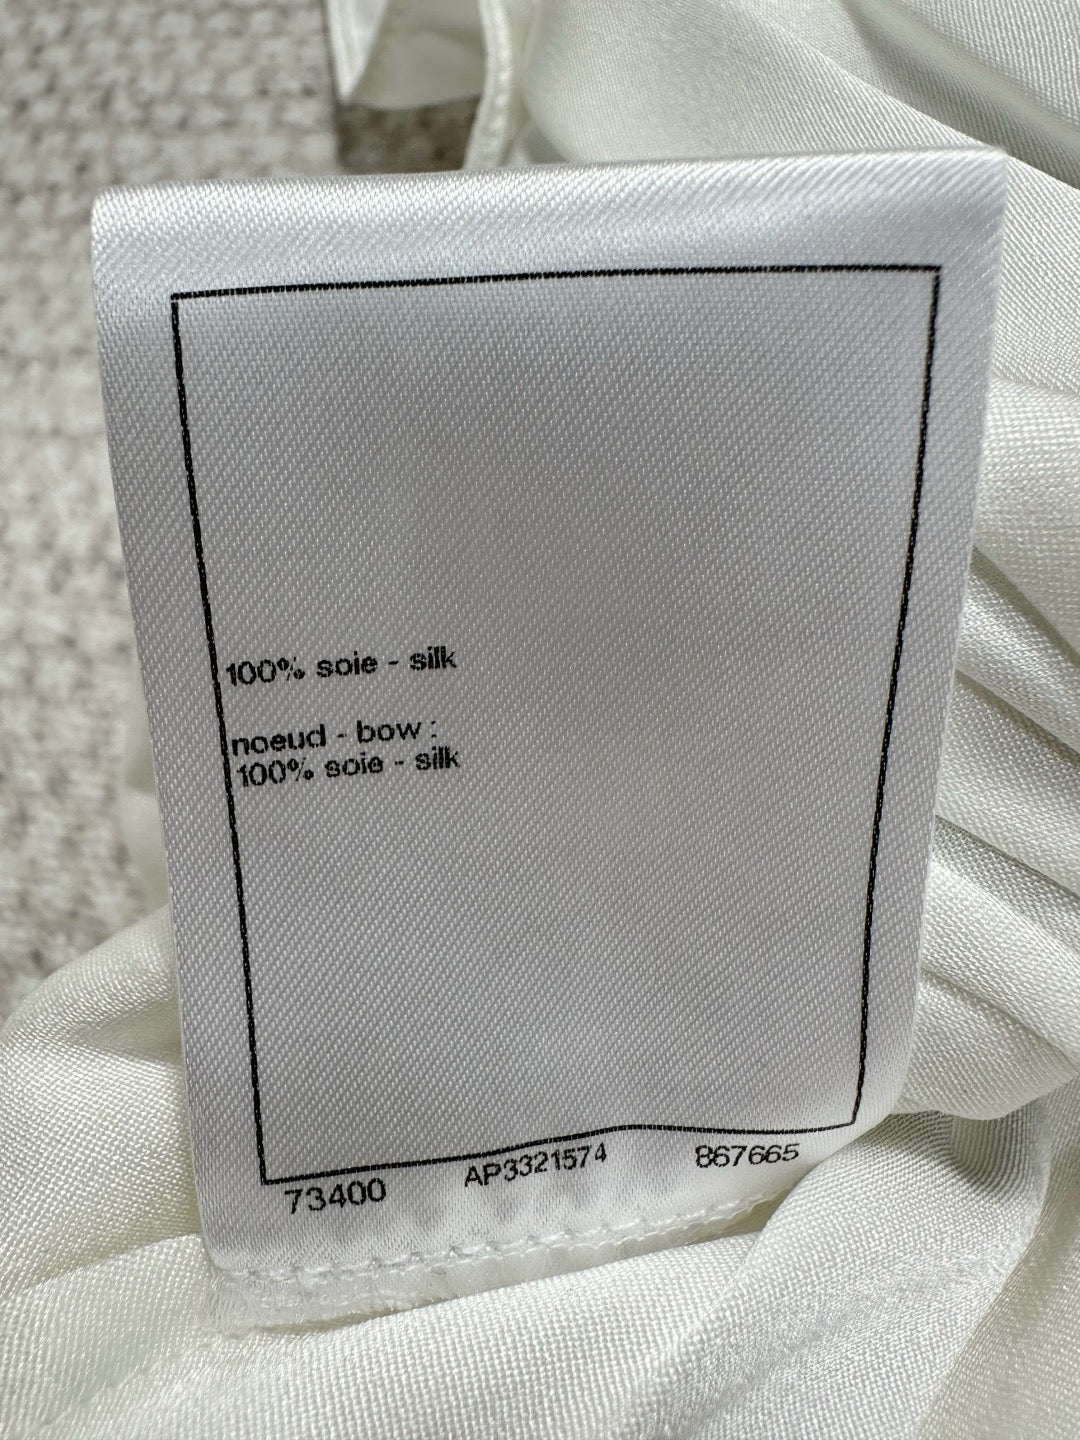 100% soie - silk
noeud - bow :
100% soie - silk
73400 AP3321574 867665